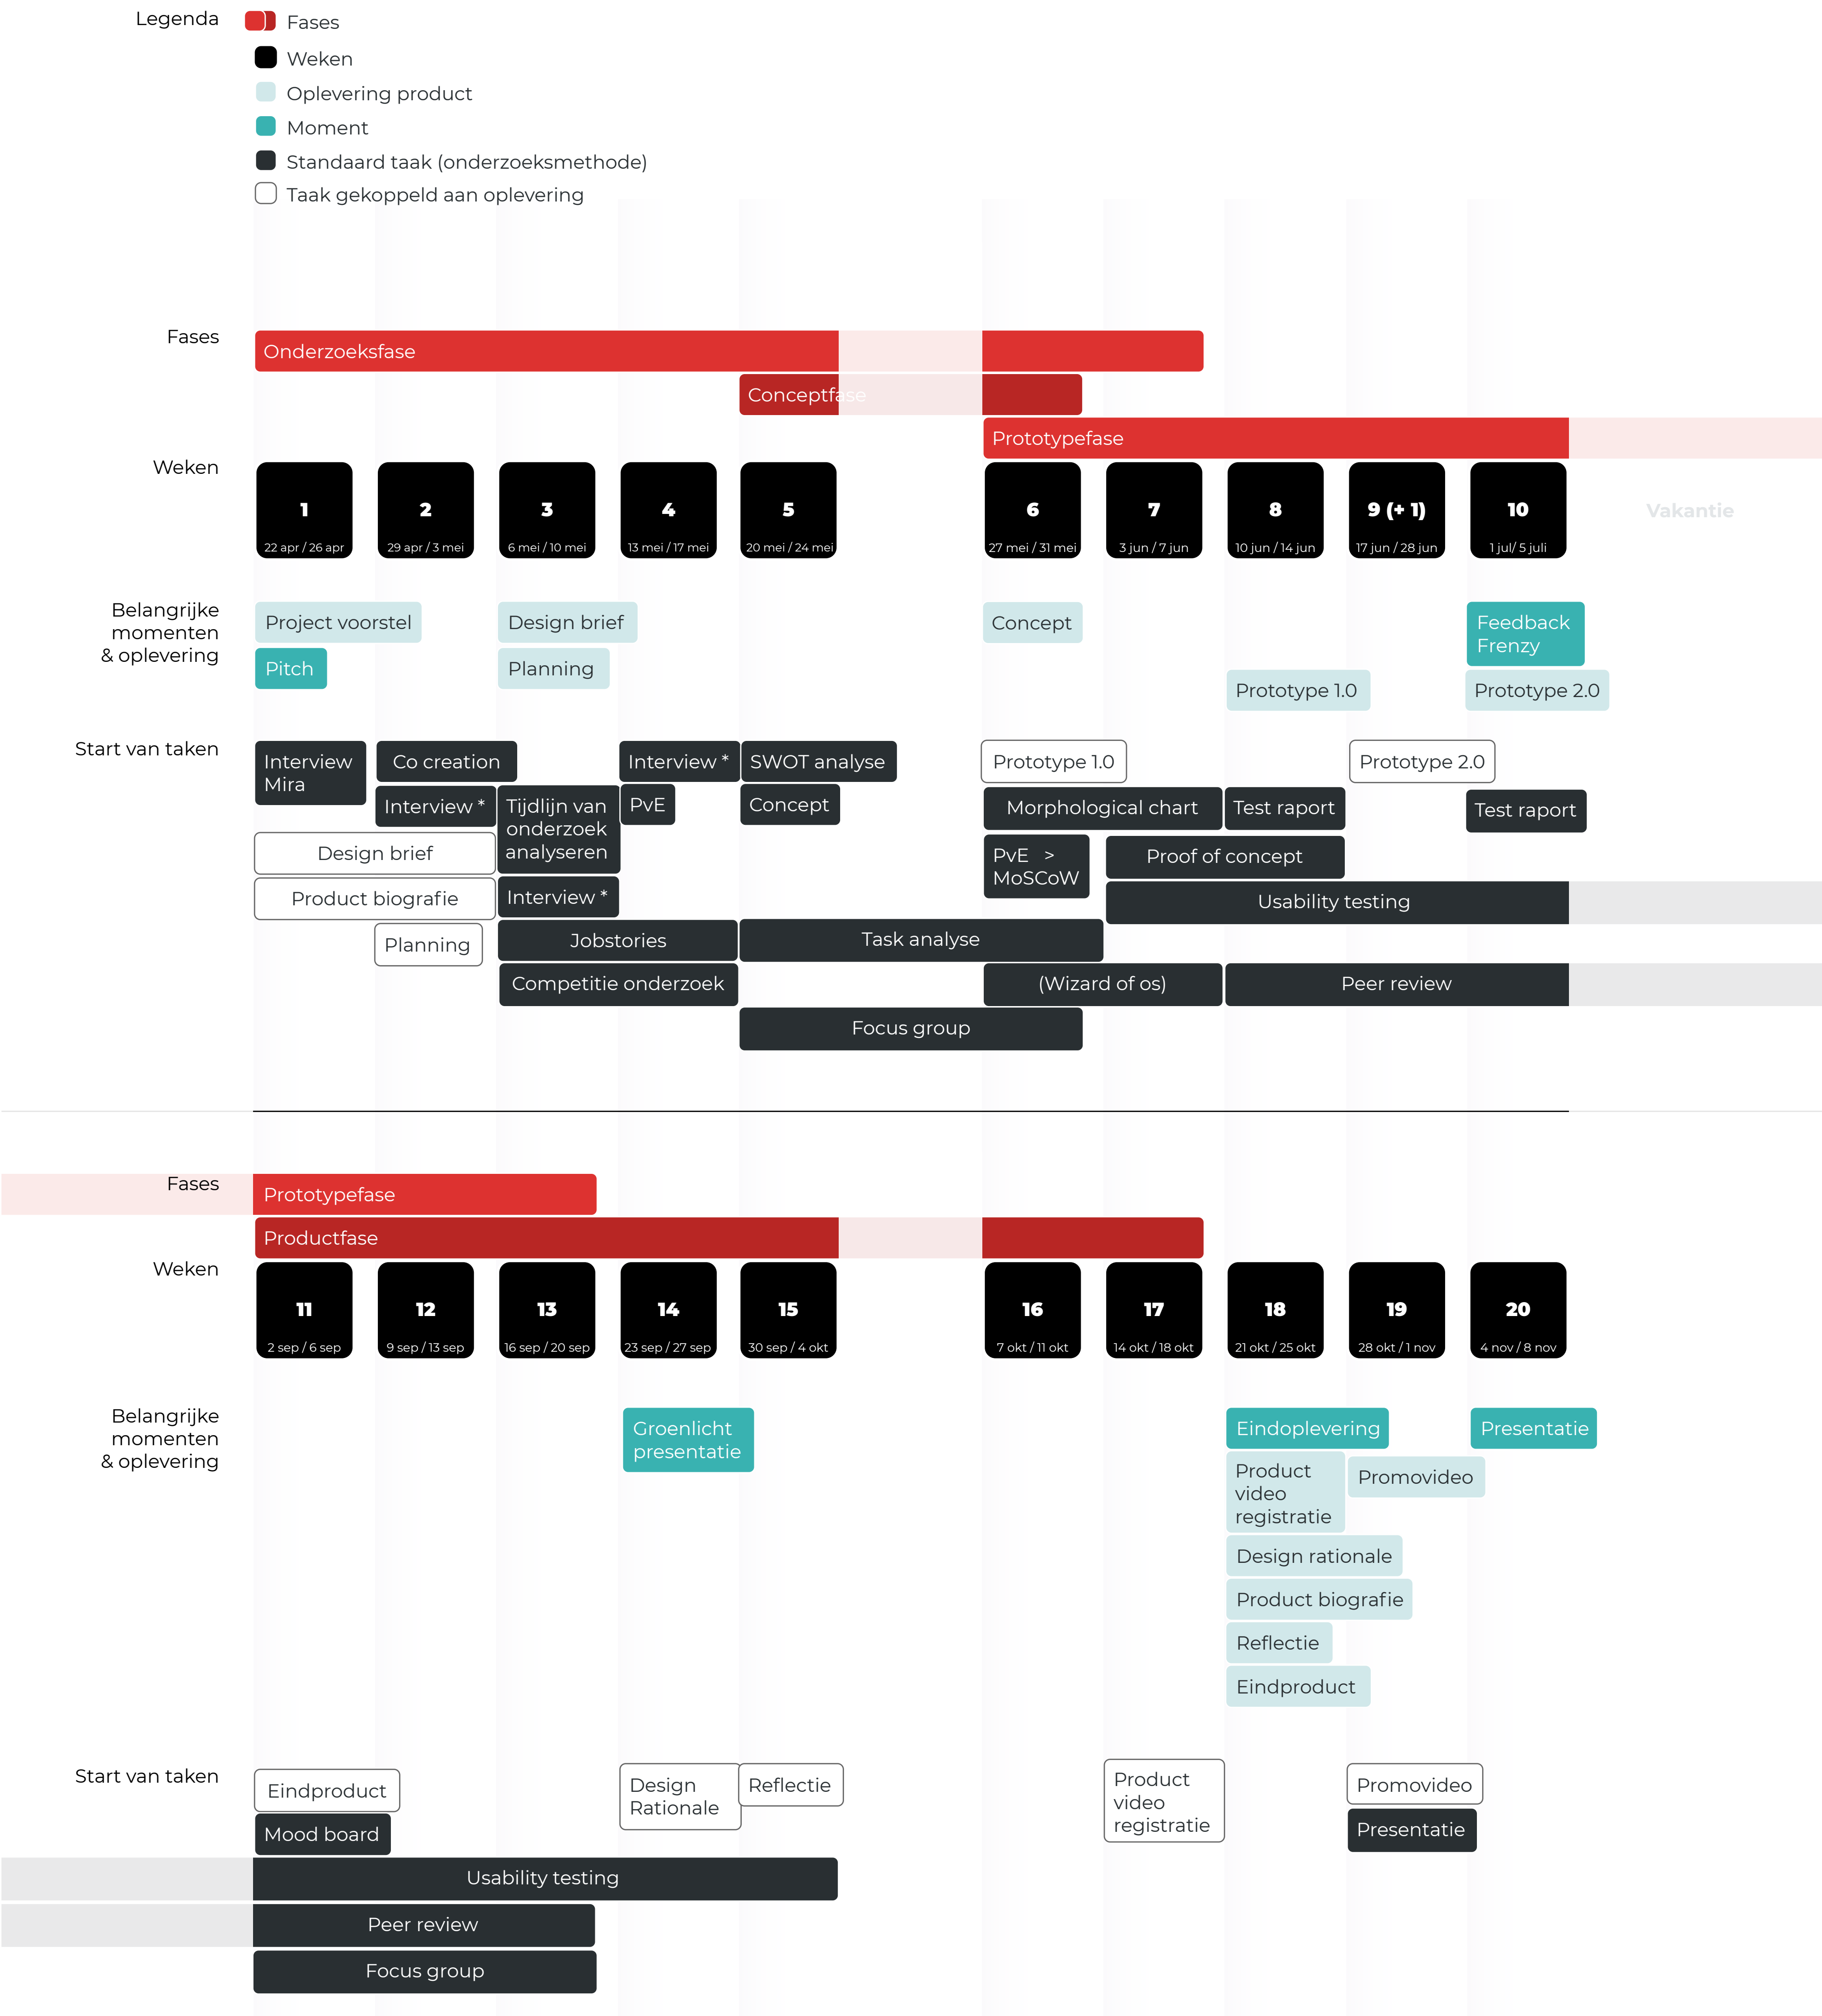 Legenda
Fases
Weken
Oplevering product
Moment
Standaard taak (onderzoeksmethode)
Taak gekoppeld aan oplevering
Fases
Onderzoeksfase
Conceptfase
Prototypefase
Weken
1
22 apr / 26 apr
2
29 apr / 3 mei
3
6 mei / 10 mei
4
13 mei / 17 mei
5
20 mei / 24 mei
6
27 mei / 31 mei
7
3 jun / 7 jun
8
10 jun / 14 jun
9 (+ 1)
17 jun / 28 jun
10
1 jul/ 5 juli
Vakantie
Belangrijke
momenten
& oplevering
Project voorstel
Pitch
Design brief
Planning
Concept
Prototype 1.0
Feedback
Frenzy
Prototype 2.0
Start van taken
Interview
Mira
Co creation
Interview *
Tijdlijn van
onderzoek
analyseren
Interview *
PvE
SWOT analyse
Concept
Prototype 1.0
Prototype 2.0
Morphological chart
Test raport
Test raport
Design brief
PvE >
MoSCoW
Proof of concept
Product biografie
Interview *
Usability testing
Planning
Jobstories
Task analyse
Competitie onderzoek
(Wizard of os)
Peer review
Focus group
Fases
Prototypefase
Productfase
Weken
11
2 sep / 6 sep
12
9 sep / 13 sep
13
16 sep / 20 sep
14
23 sep / 27 sep
15
30 sep / 4 okt
16
7 okt / 11 okt
17
14 okt / 18 okt
18
21 okt / 25 okt
19
28 okt / 1 nov
20
4 nov / 8 nov
Belangrijke
momenten
& oplevering
Groenlicht
presentatie
Eindoplevering
Presentatie
Product
video
registratie
Promovideo
Design rationale
Product biografie
Reflectie
Eindproduct
Start van taken
Eindproduct
Design
Rationale
Reflectie
Product
video
registratie
Promovideo
Mood board
Presentatie
Usability testing
Peer review
Focus group